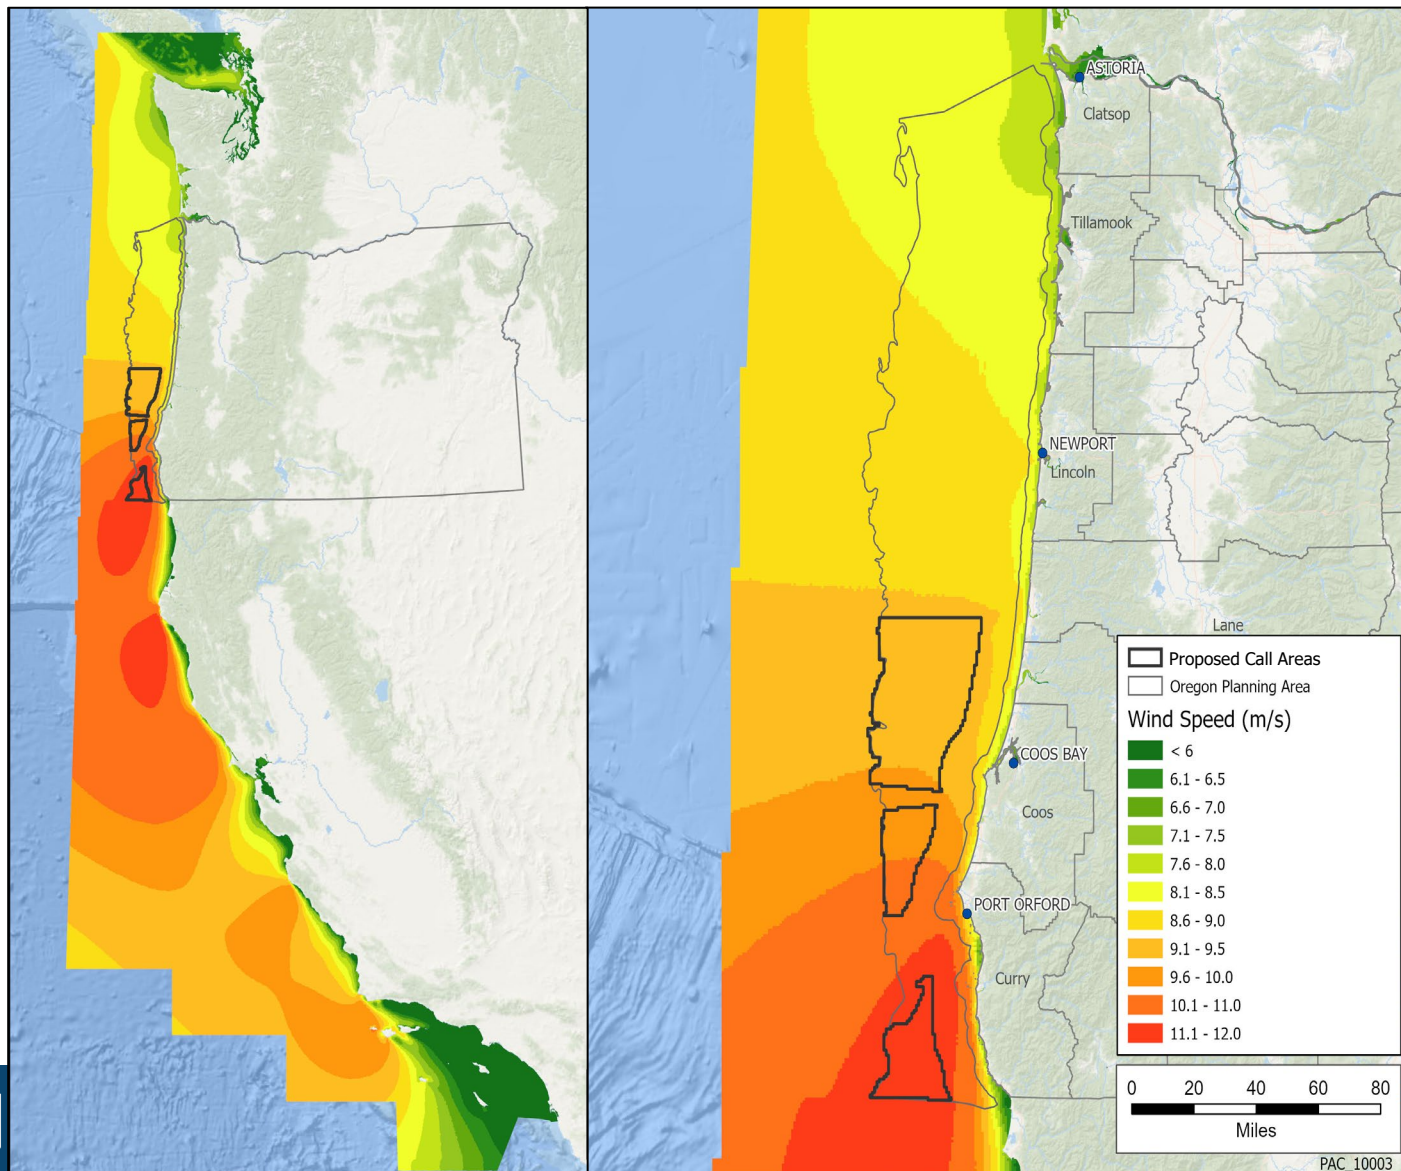 ASTORIA
Clatsop
Tillamook
NEWPORT
Lincoln
Lane
COOS BAY
Coos
PORT ORFORD
Curry
Proposed Call Areas
Oregon Planning Area
Wind Speed (m/s)
< 6
6.1 - 6.5
6.6 - 7.0
7.1 - 7.5
7.6 - 8.0
8.1 - 8.5
8.6 - 9.0
9.1 - 9.5
9.6 - 10.0
10.1 - 11.0
11.1 - 12.0
0 20 40 60 80
Miles
PAC_10003